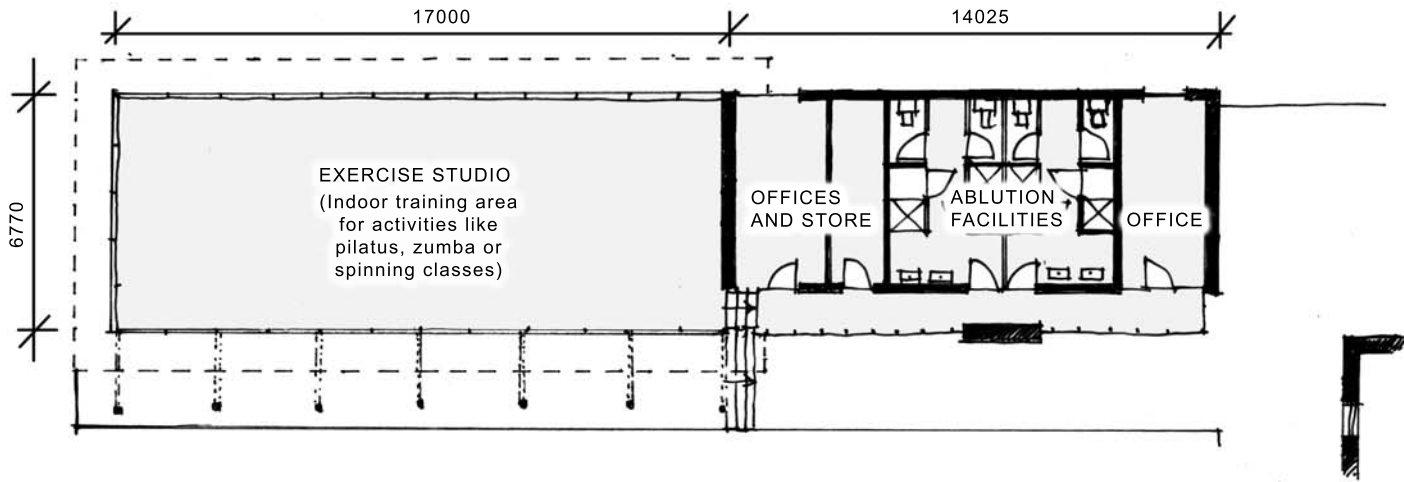 17000
14025
6770
EXERCISE STUDIO
(Indoor training area
for activities like
pilatus, zumba or
spinning classes)
OFFICES
AND STORE
ABLUTION
FACILITIES
OFFICE